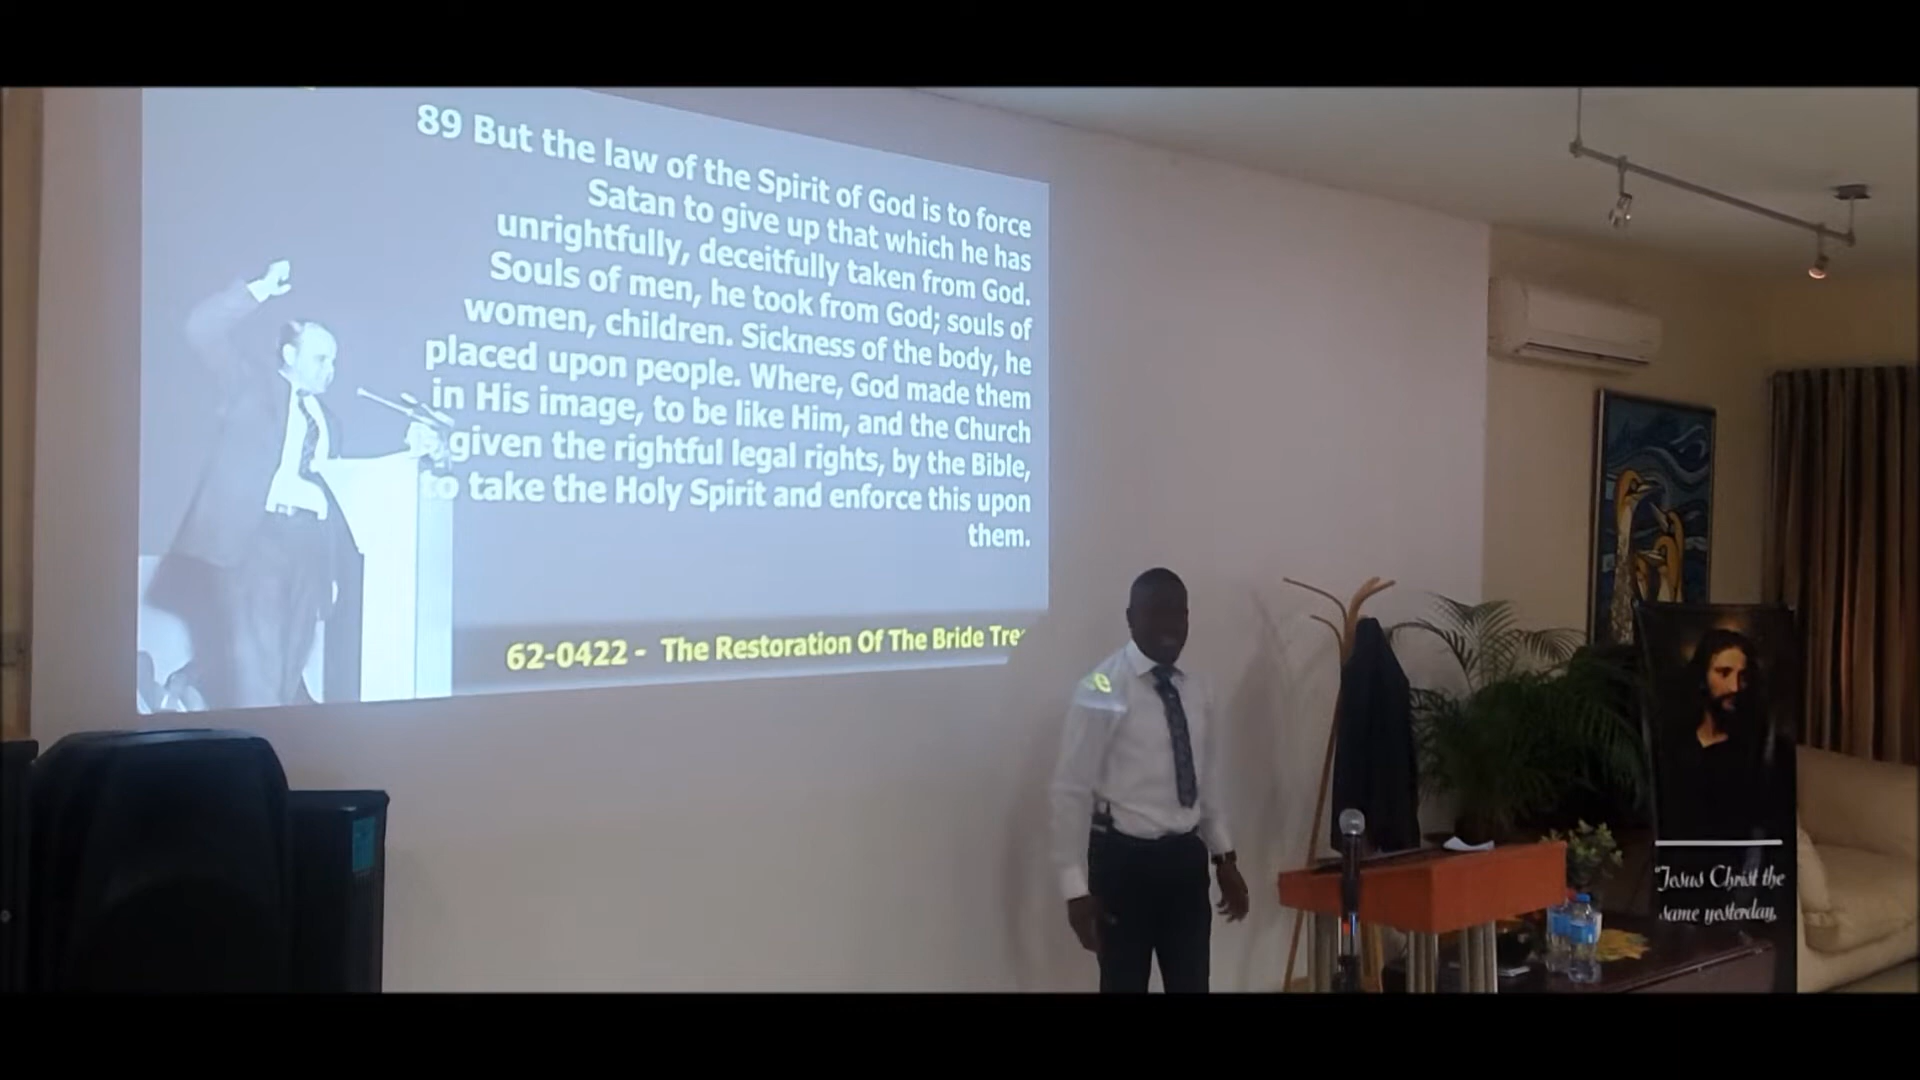 89 But the law of the Spirit of God is to force
Satan to give up that which he has
unrightfully, deceitfully taken from God.
Souls of men, he took from God; souls of
women, children. Sickness of the body, he
placed upon people. Where, God made them
in His image, to be like Him, and the Church
given the rightful legal rights, by the Bible,
to take the Holy Spirit and enforce this upon
them.
62-0422 - The Restoration Of The Bride Tree
"Jesus Christ the
same yesterday,